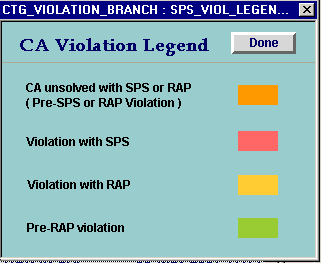 CTG_VIOLATION_BRANCH : SPS_VIOL_LEGEN...
CA Violation Legend
Done
CA unsolved with SPS or RAP
( Pre-SPS or RAP Violation )
Violation with SPS
Violation with RAP
Pre-RAP violation